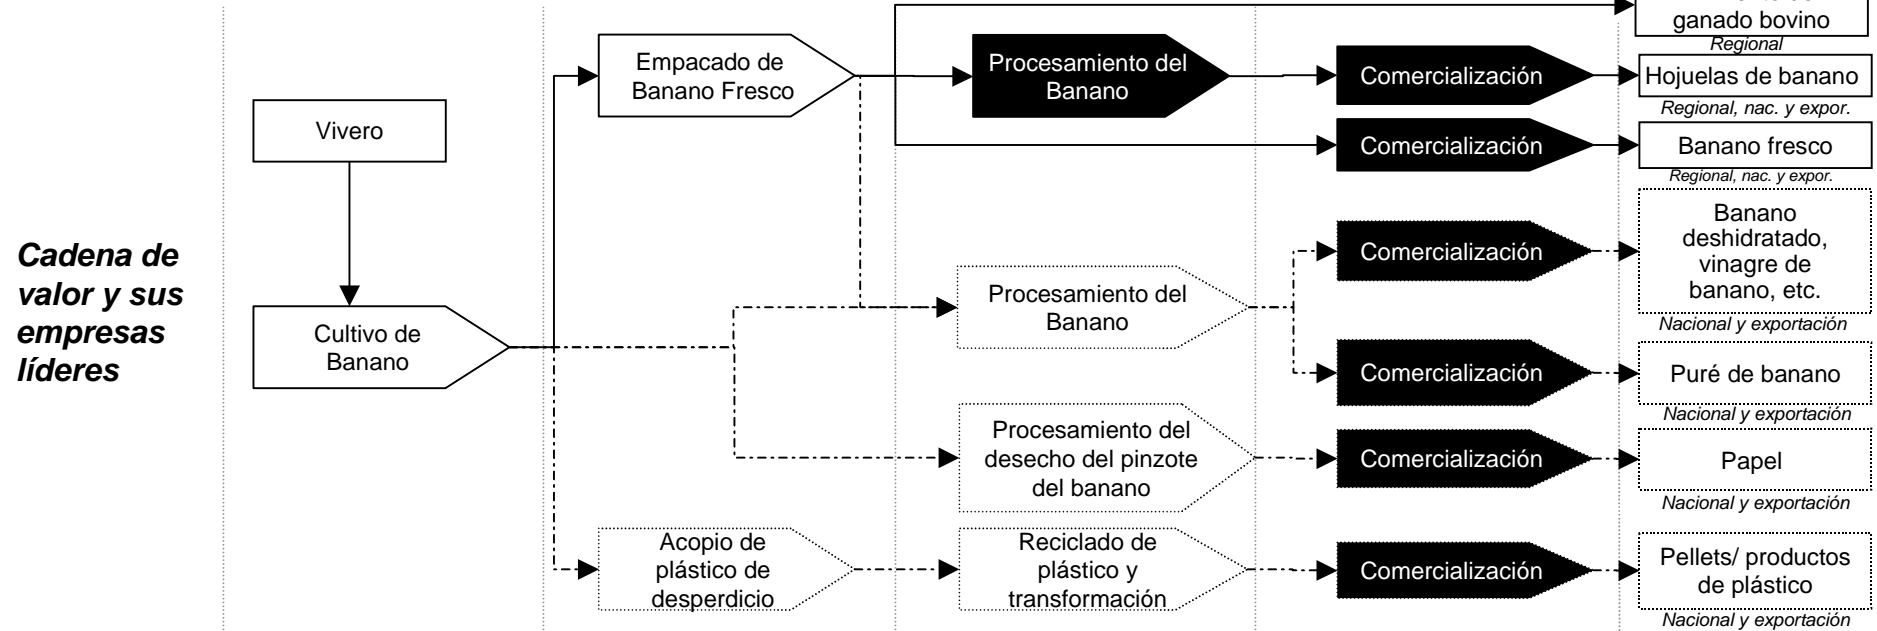 ganado bovino
Regional
Empacado de
Banano Fresco
Procesamiento del
Banano
Comercialización
Hojuelas de banano
Regional, nac. y expor.
Vivero
Comercialización
Banano fresco
Regional, nac. y expor.
Cadena de
valor y sus
empresas
líderes
Cultivo de
Banano
Procesamiento del
Banano
Comercialización
Banano
deshidratado,
vinagre de
banano, etc.
Nacional y exportación
Comercialización
Puré de banano
Nacional y exportación
Procesamiento del
desecho del pinzote
del banano
Comercialización
Papel
Nacional y exportación
Acopio de
plástico de
desperdicio
Reciclado de
plástico y
transformación
Comercialización
Pellets/ productos
de plástico
Nacional y exportación